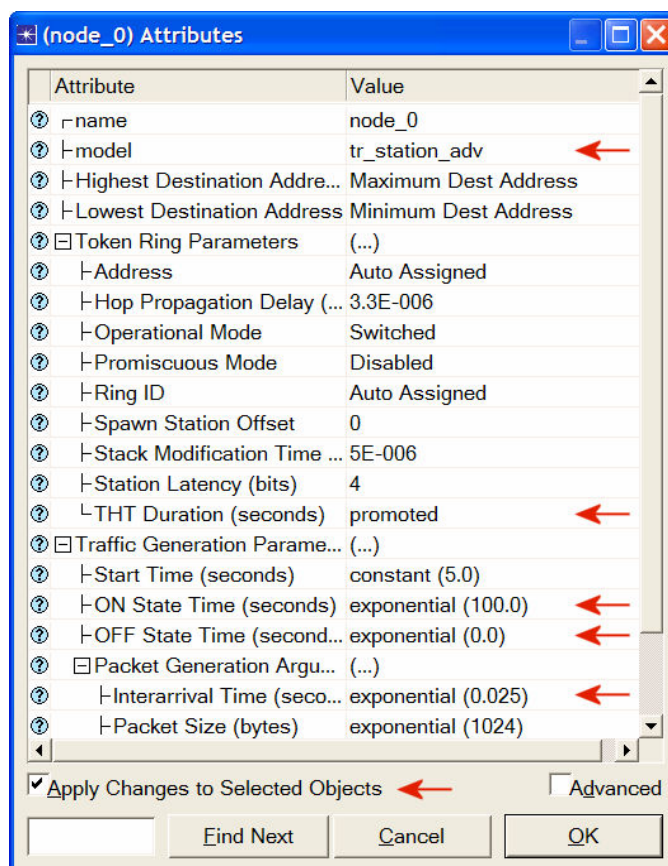 (node_0) Attributes
Attribute Value
name node_0
model tr_station_adv
Highest Destination Addre... Maximum Dest Address
Lowest Destination Address Minimum Dest Address
Token Ring Parameters (...)
Address Auto Assigned
Hop Propagation Delay (... 3.3E-006
Operational Mode Switched
Promiscuous Mode Disabled
Ring ID Auto Assigned
Spawn Station Offset 0
Stack Modification Time ... 5E-006
Station Latency (bits) 4
THT Duration (seconds) promoted
Traffic Generation Parame... (...)
Start Time (seconds) constant (5.0)
ON State Time (seconds) exponential (100.0)
OFF State Time (second... exponential (0.0)
Packet Generation Argu... (...)
Interarrival Time (seco... exponential (0.025)
Packet Size (bytes) exponential (1024)
Apply Changes to Selected Objects Advanced
Find Next Cancel OK